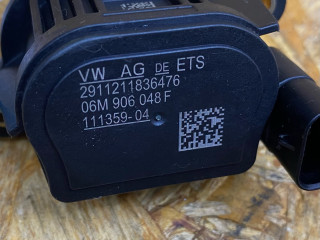 VW AG DE ETS
2911211836476
06M 906 048 F
111359-04